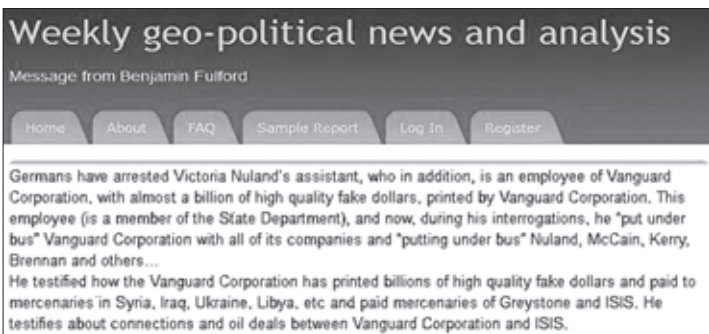 Weekly geo-political news and analysis
Message from Benjamin Fulford
Home About FAQ Sample Report Log In Register
Germans have arrested Victoria Nuland's assistant, who in addition, is an employee of Vanguard
Corporation, with almost a billion of high quality fake dollars, printed by Vanguard Corporation. This
employee (is a member of the State Department), and now, during his interrogations, he "put under
bus" Vanguard Corporation with all of its companies and "putting under bus" Nuland, McCain, Kerry,
Brennan and others...
He testified how the Vanguard Corporation has printed billions of high quality fake dollars and paid to
mercenaries in Syria, Iraq, Ukraine, Libya, etc and paid mercenaries of Greystone and ISIS. He
testifies about connections and oil deals between Vanguard Corporation and ISIS.